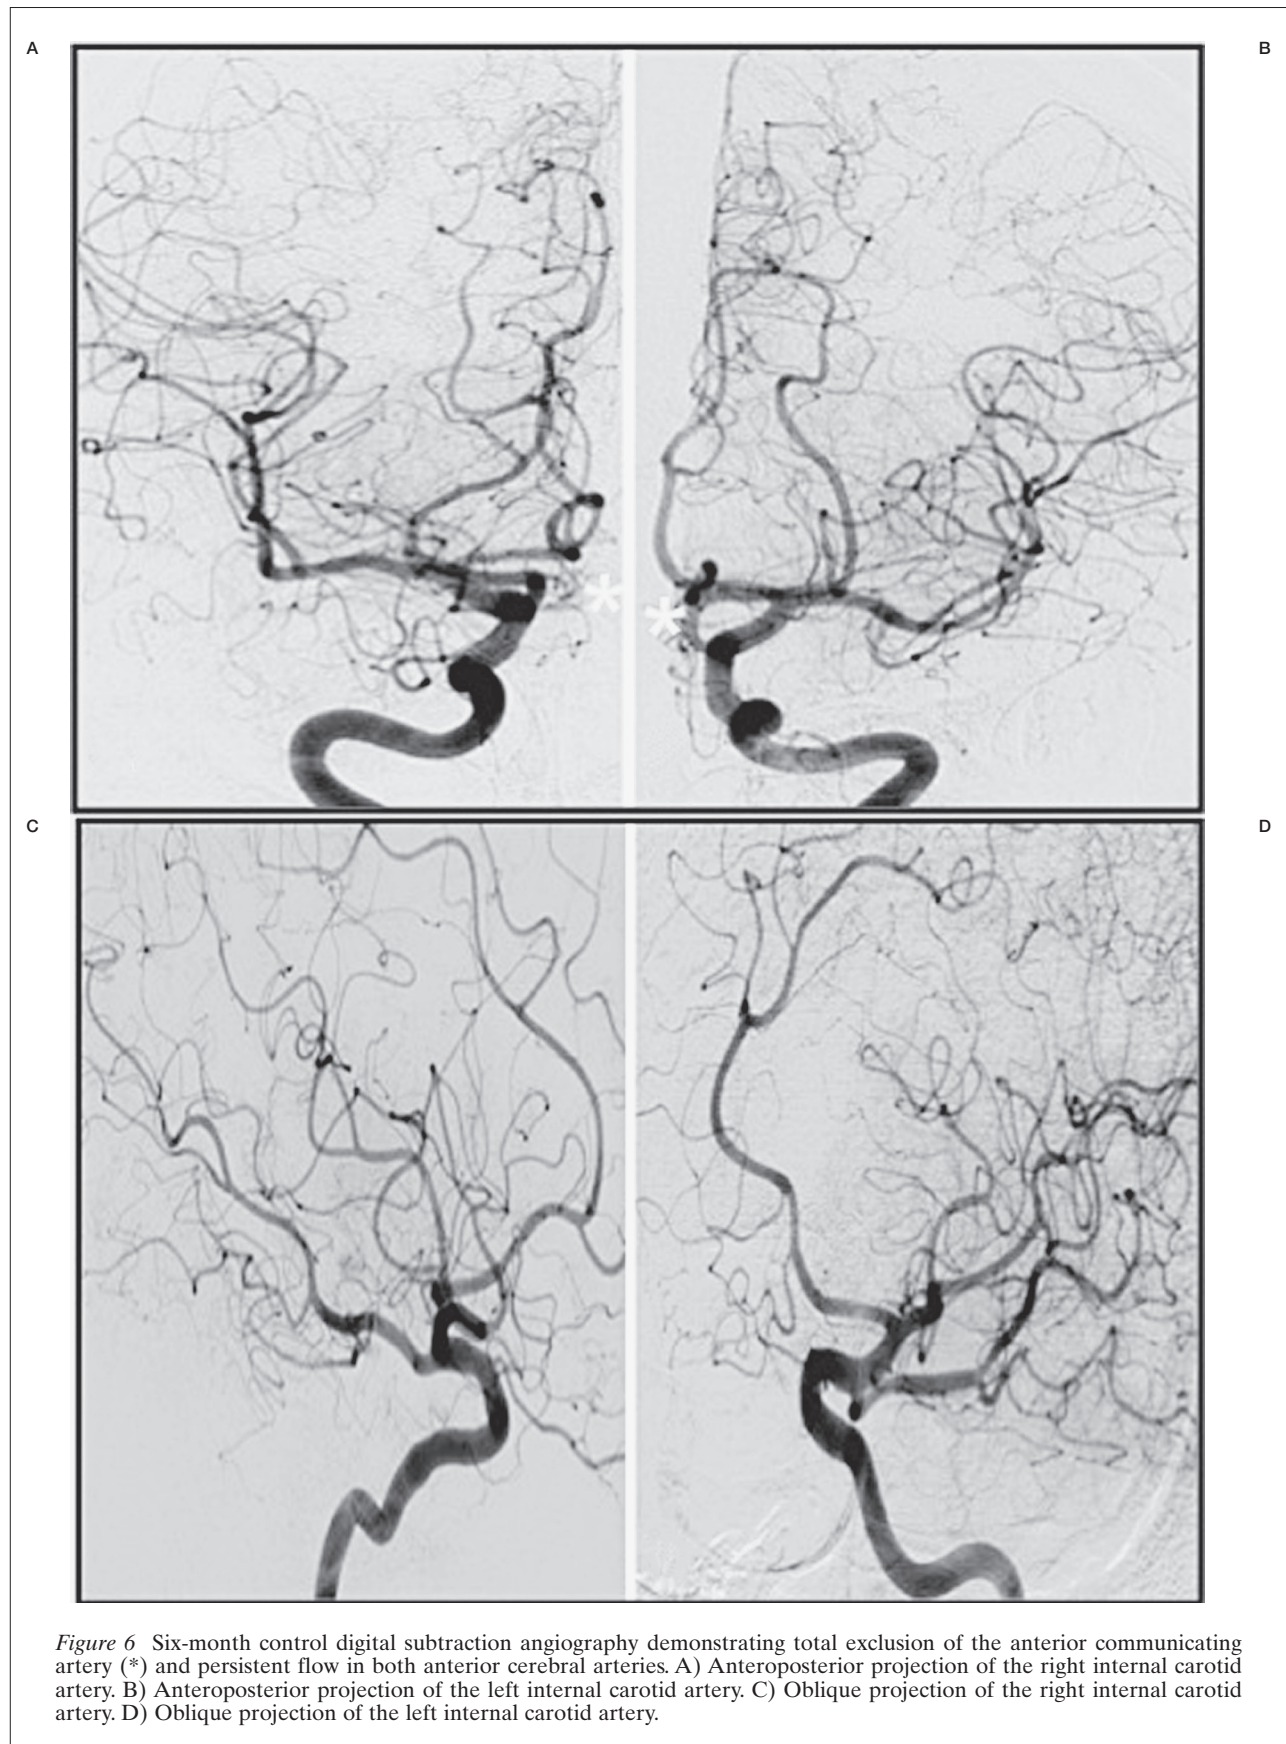 A
B
*
*
C
D
Figure 6 Six-month control digital subtraction angiography demonstrating total exclusion of the anterior communicating
artery (*) and persistent flow in both anterior cerebral arteries. A) Anteroposterior projection of the right internal carotid
artery. B) Anteroposterior projection of the left internal carotid artery. C) Oblique projection of the right internal carotid
artery. D) Oblique projection of the left internal carotid artery.